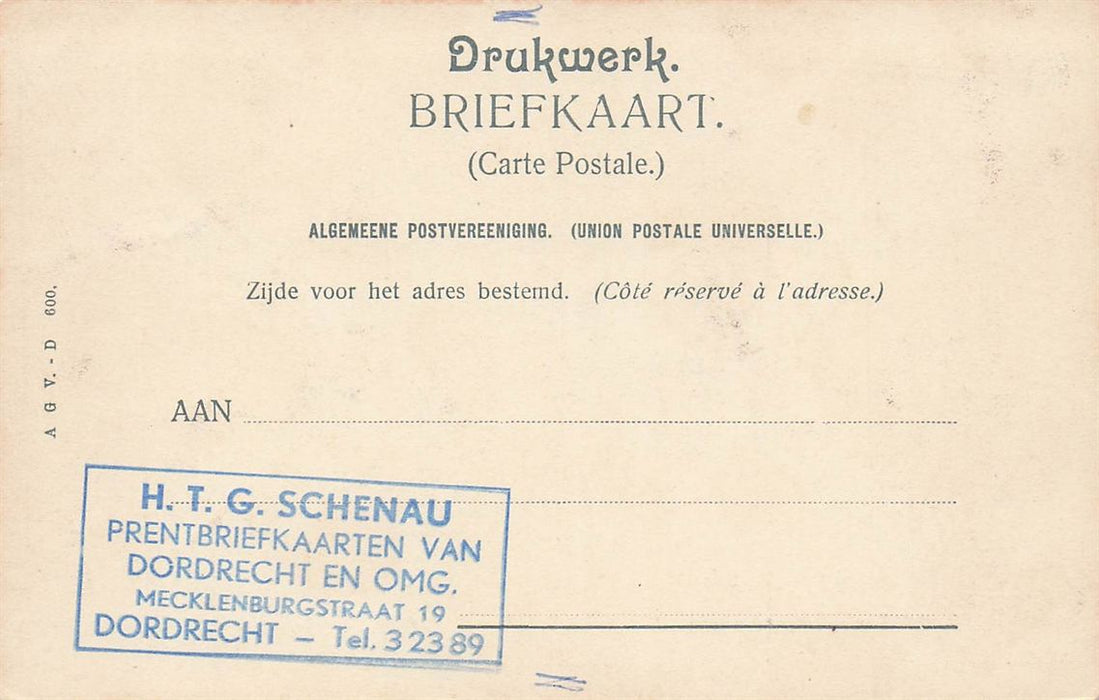 Drukwerk.
BRIEFKAART.
(Carte Postale.)
ALGEMEENE POSTVEREENIGING. (UNION POSTALE UNIVERSELLE.)
Zijde voor het adres bestemd. (Côté réservé à l'adresse.)
A G V. - D 600.
AAN
H. T. G. SCHENAU
PRENTBRIEFKAARTEN VAN
DORDRECHT EN OMG.
MECKLENBURGSTRAAT 19
DORDRECHT – Tel. 32389